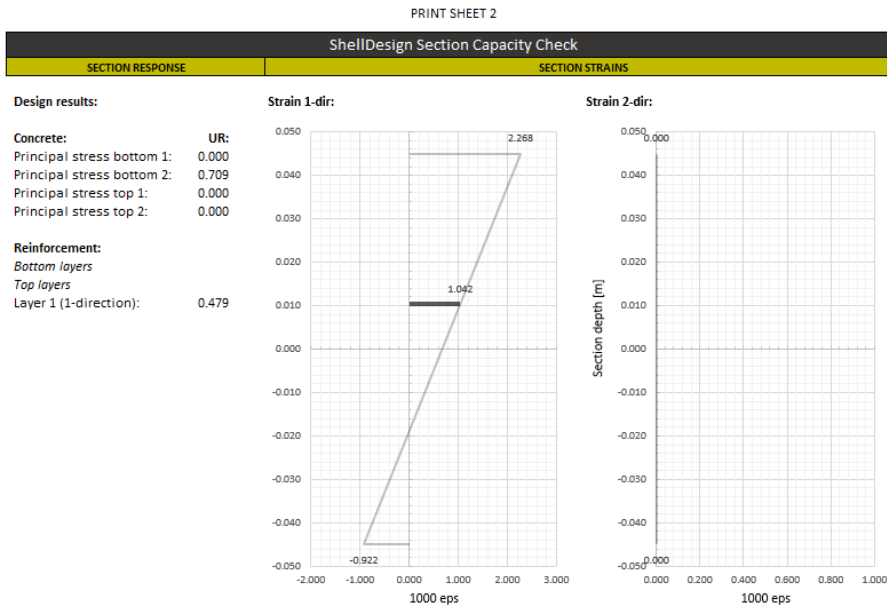 PRINT SHEET 2
ShellDesign Section Capacity Check
SECTION RESPONSE
SECTION STRAINS
Design results:
Concrete: UR:
Principal stress bottom 1: 0.000
Principal stress bottom 2: 0.709
Principal stress top 1: 0.000
Principal stress top 2: 0.000
Reinforcement:
Bottom layers
Top layers
Layer 1 (1-direction): 0.479
Strain 1-dir:
0.050
2.268
0.040
0.030
0.020
1.042
0.010
0.000
-0.010
-0.020
-0.030
-0.040
-0.922
-0.050
-2.000 -1.000 0.000 1.000 2.000 3.000
1000 eps
Strain 2-dir:
Section depth [m]
0.050
0.000
0.040
0.030
0.020
0.010
0.000
-0.010
-0.020
-0.030
-0.040
-0.050
0.000
0.000 0.200 0.400 0.600 0.800 1.000
1000 eps